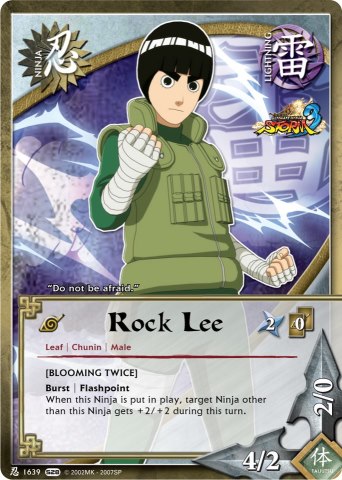 忍
NINJA
雷
LIGHTNING
STORM 3
"Do not be afraid."
Rock Lee
2
0
Leaf | Chunin | Male
[BLOOMING TWICE]
Burst | Flashpoint
When this Ninja is put in play, target Ninja other
than this Ninja gets +2/+2 during this turn.
2/0
4/2
体
TAIJUTSU
忍 1639 © 2002MK - 2007SP